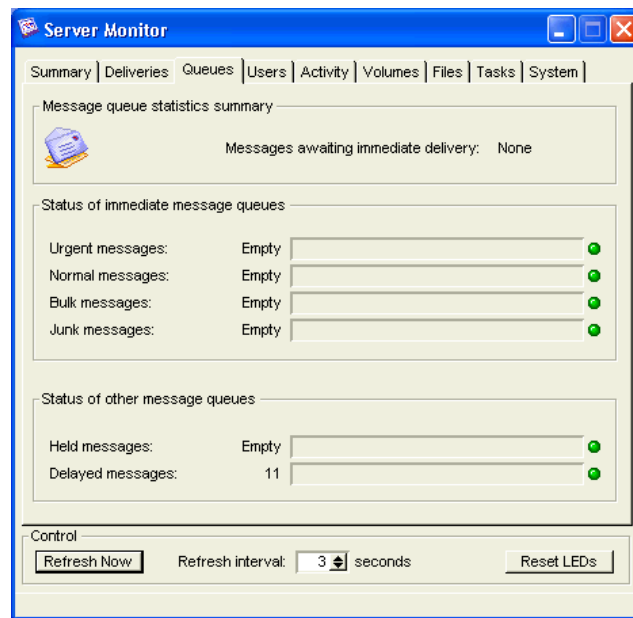 Server Monitor
Summary Deliveries Queues Users Activity Volumes Files Tasks System
Message queue statistics summary
Messages awaiting immediate delivery: None
Status of immediate message queues
Urgent messages: Empty
Normal messages: Empty
Bulk messages: Empty
Junk messages: Empty
Status of other message queues
Held messages: Empty
Delayed messages: 11
Control
Refresh Now Refresh interval: 3 seconds Reset LEDs